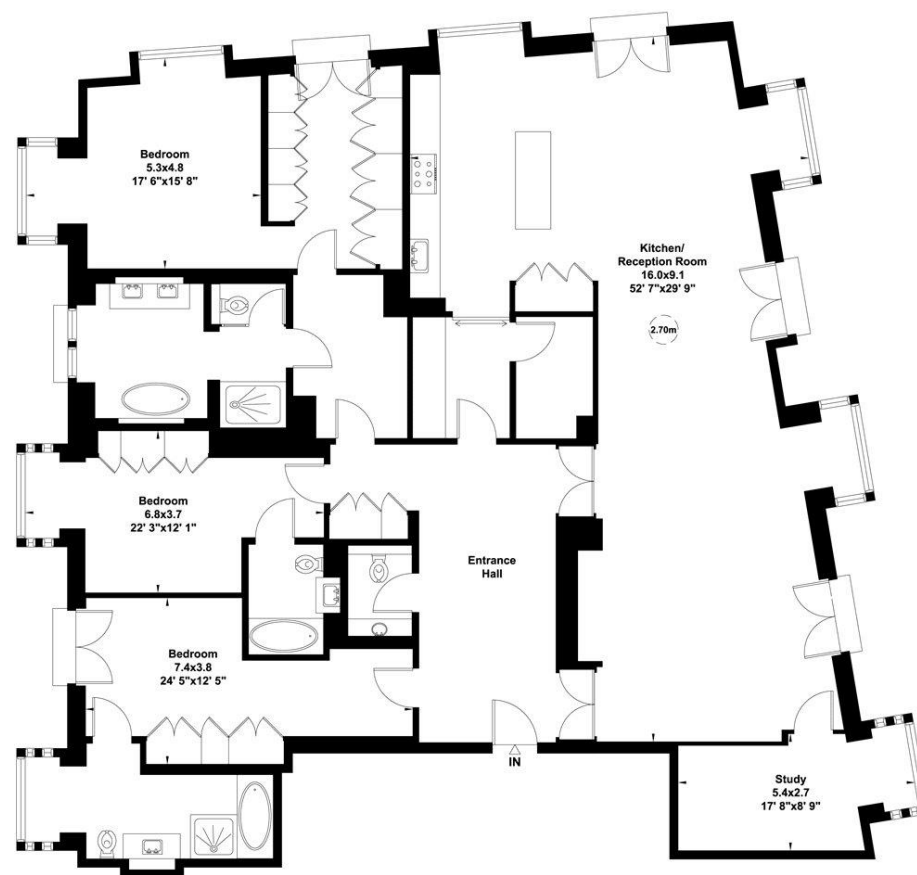 Bedroom
5.3x4.8
17' 6"x15' 8"
Kitchen/
Reception Room
16.0x9.1
52' 7"x29' 9"
2.70m
Bedroom
6.8x3.7
22' 3"x12' 1"
Entrance
Hall
Bedroom
7.4x3.8
24' 5"x12' 5"
IN
Study
5.4x2.7
17' 8"x8' 9"